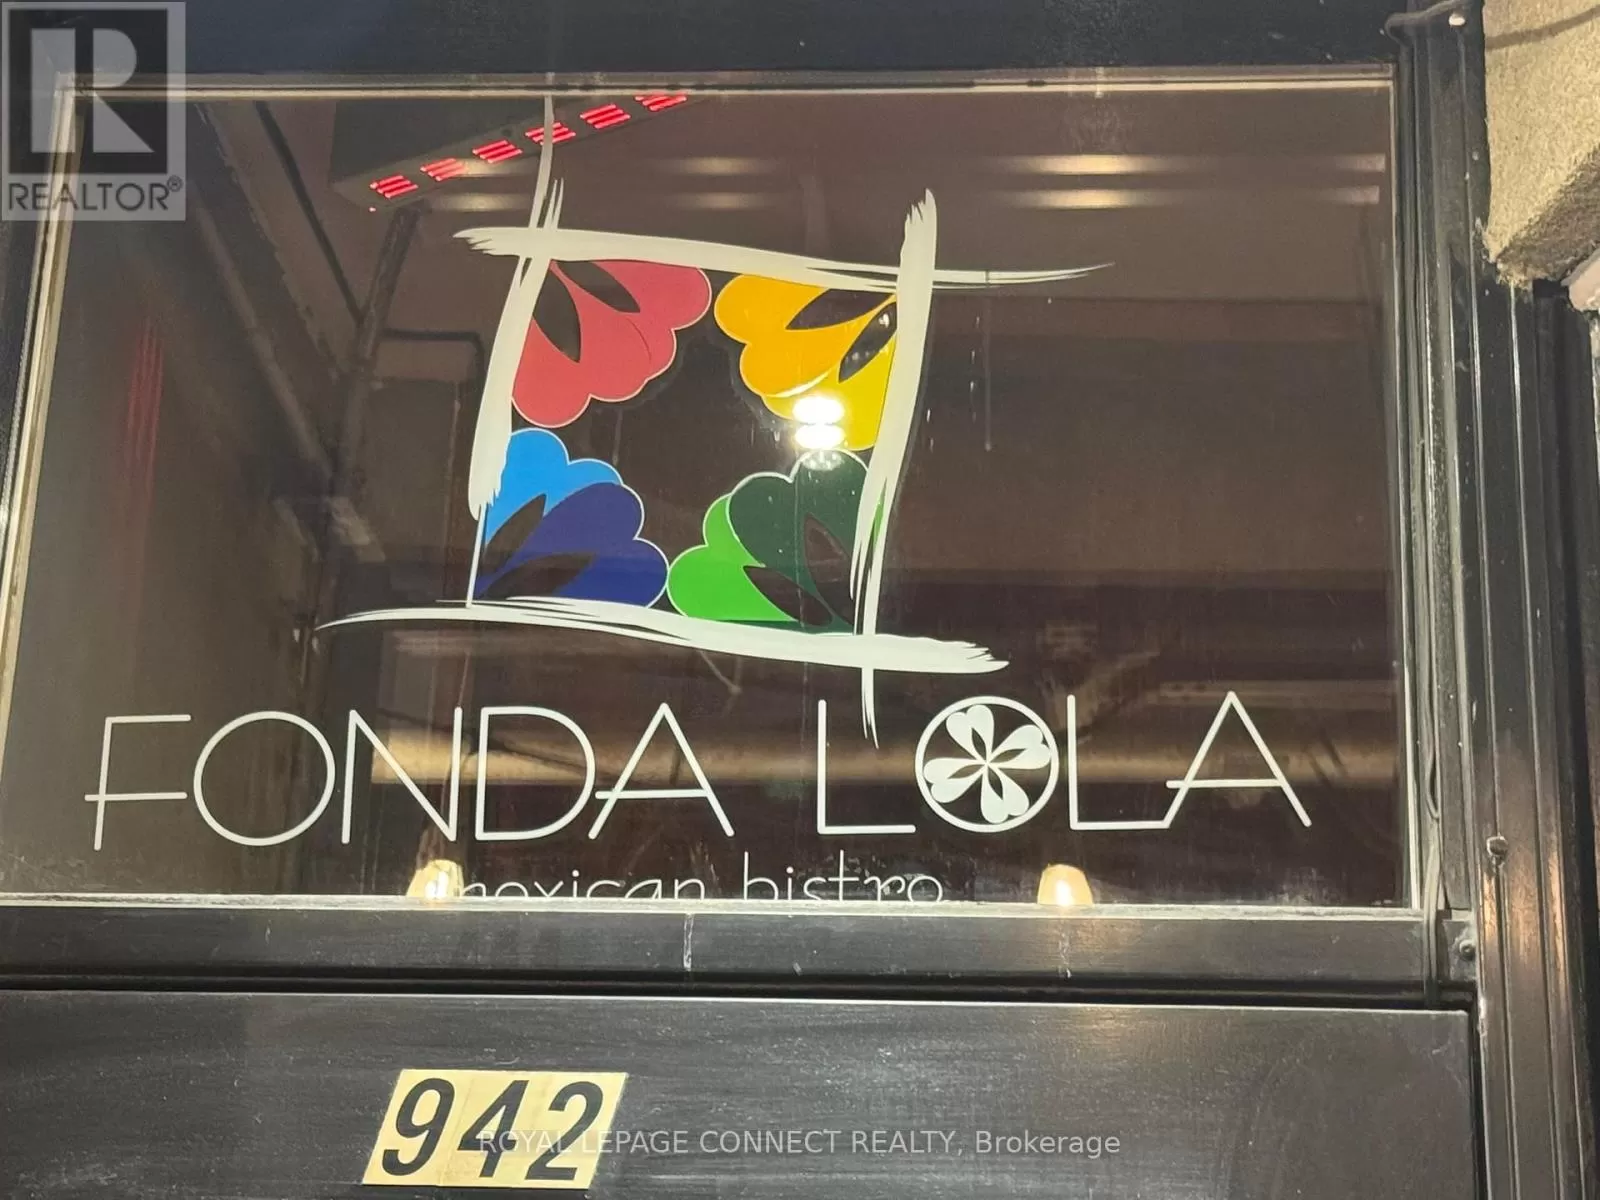 REALTOR®
FONDA LOLA
mexican bistro
942
ROYAL LEPAGE CONNECT REALTY, Brokerage